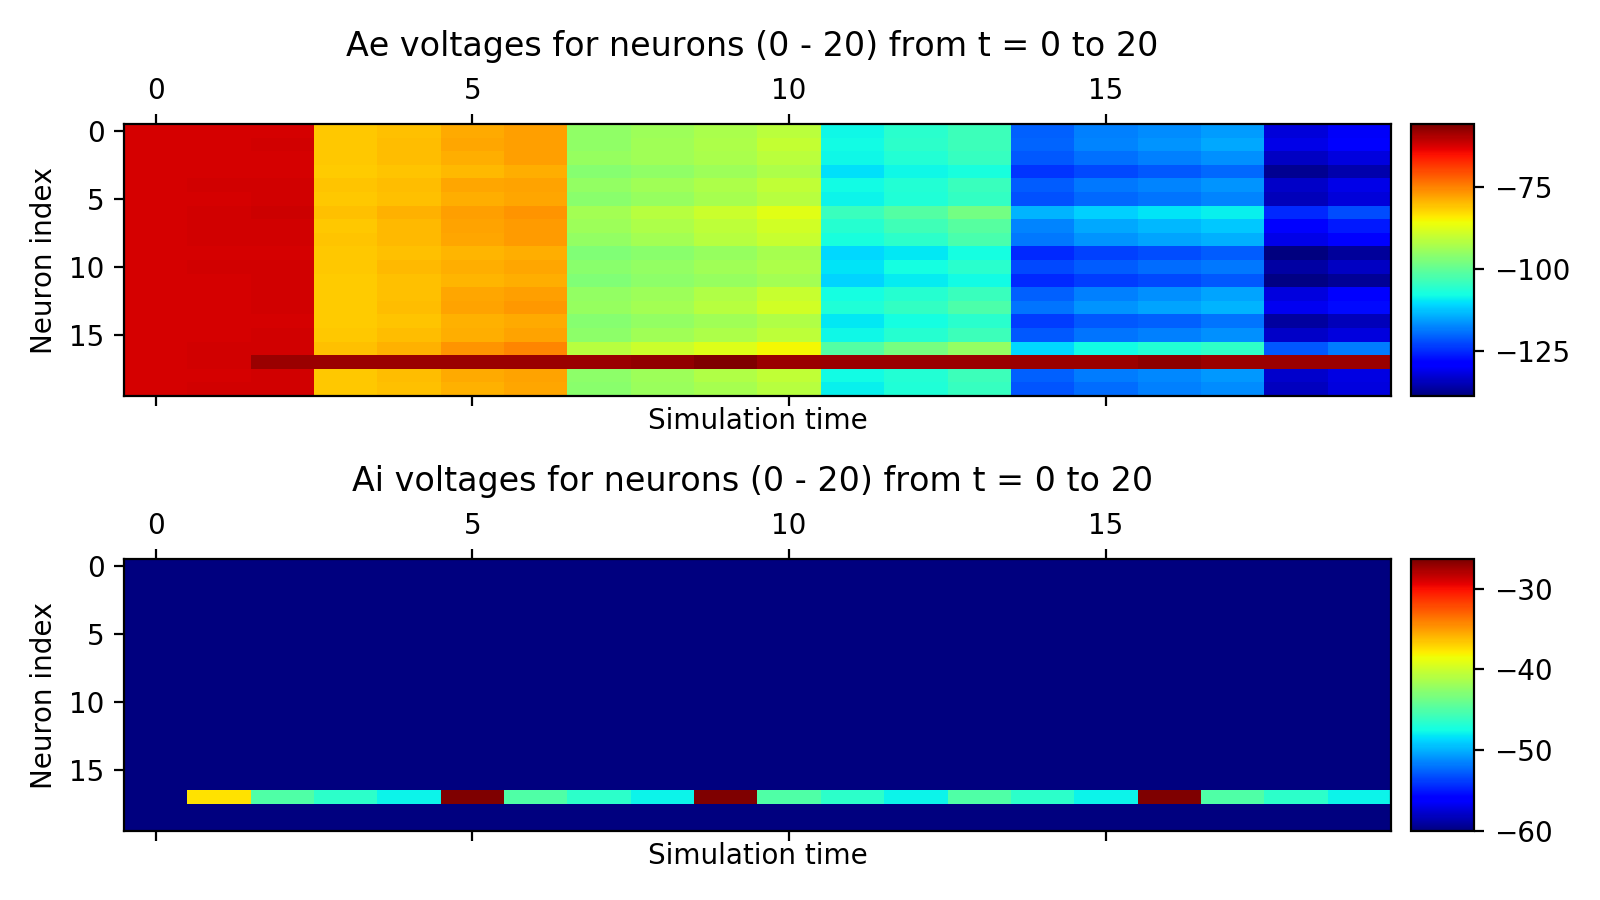 Ae voltages for neurons (0 - 20) from t = 0 to 20
0 5 10 15
Neuron index
0
5
10
15
Simulation time
−75
−100
−125
Ai voltages for neurons (0 - 20) from t = 0 to 20
0 5 10 15
Neuron index
0
5
10
15
Simulation time
−30
−40
−50
−60